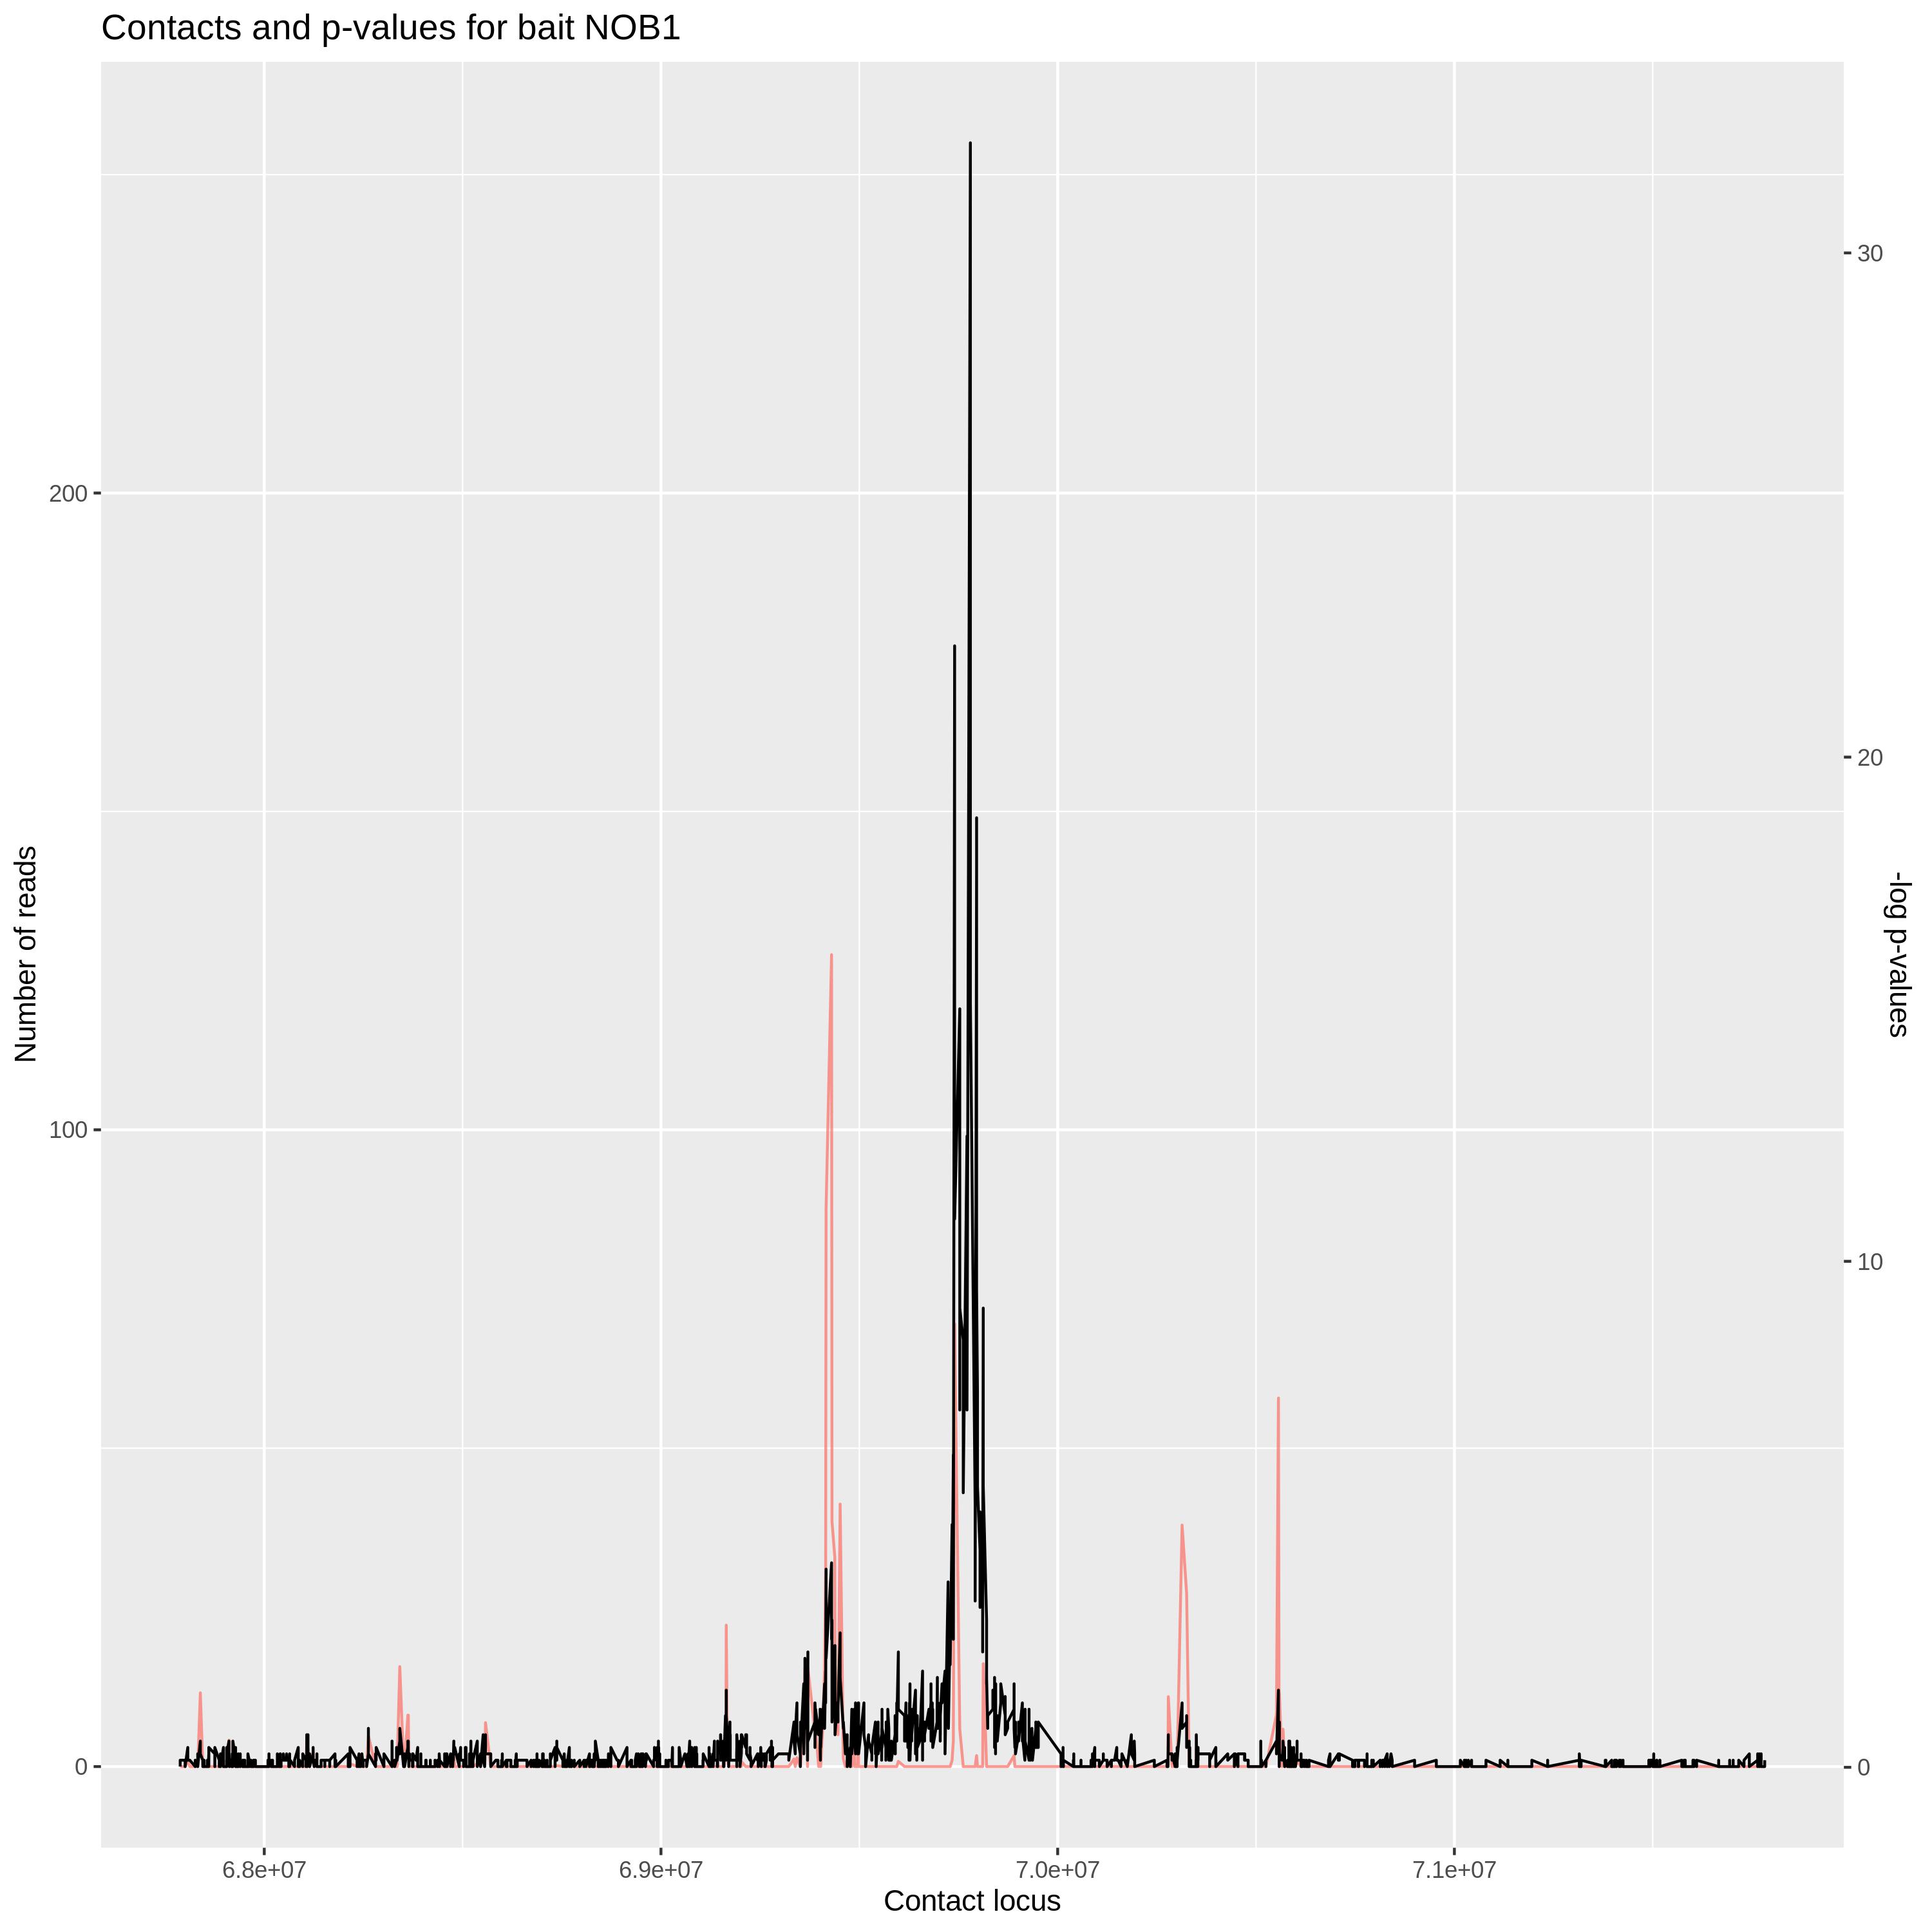 Contacts and p-values for bait NOB1
Number of reads
200
100
0
30
20
10
0
-log p-values
6.8e+07
6.9e+07
7.0e+07
7.1e+07
Contact locus